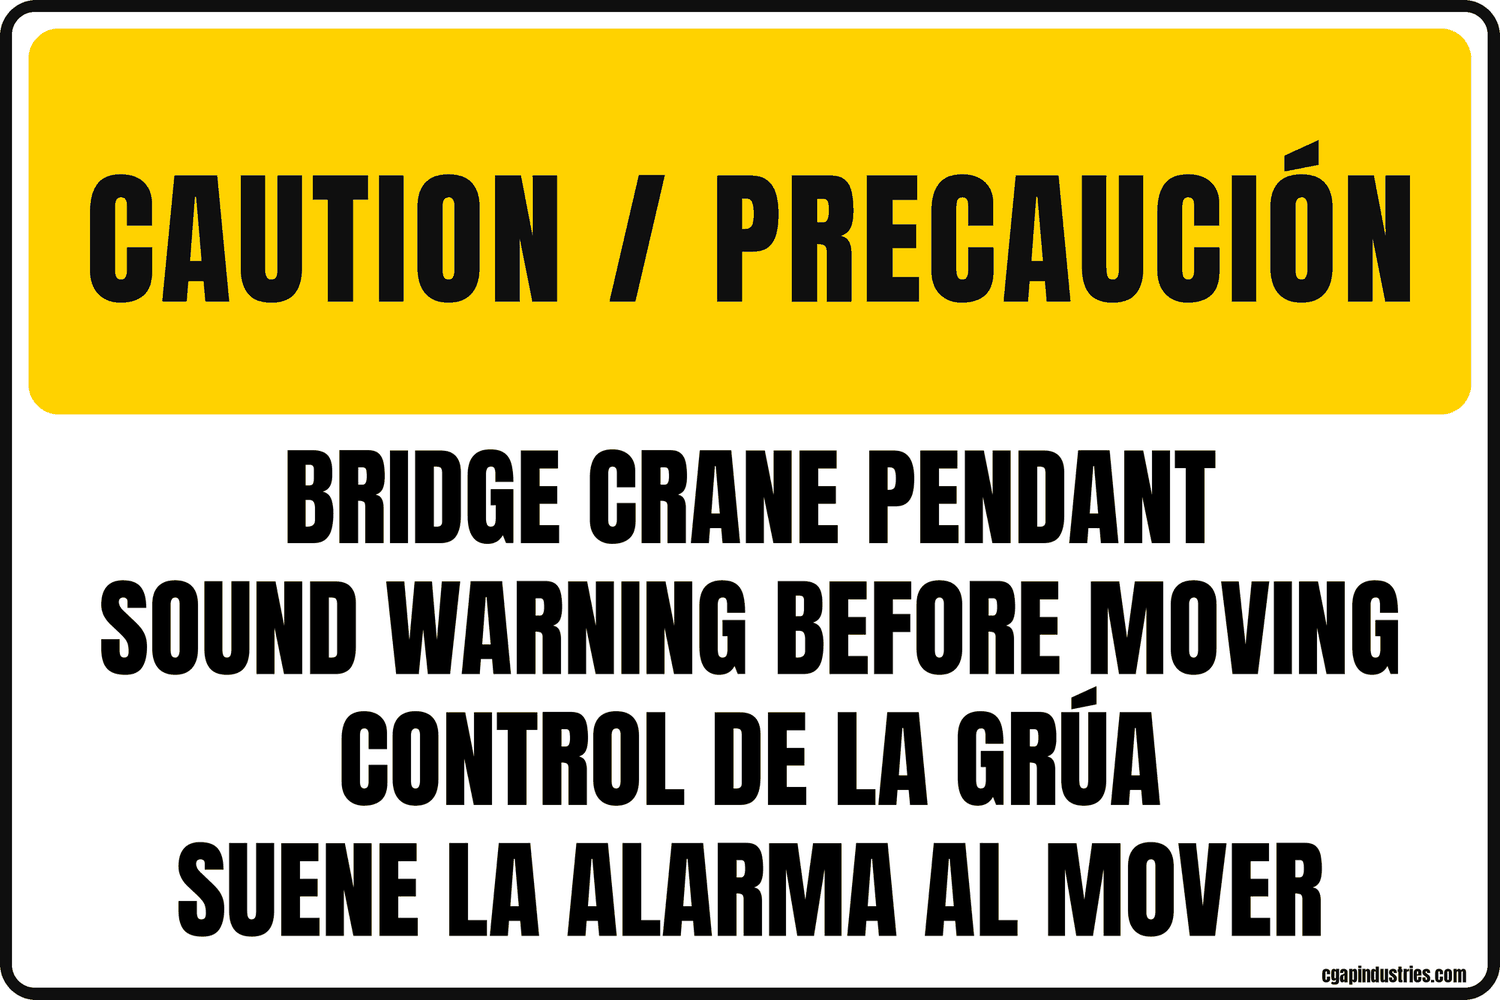 CAUTION / PRECAUCIÓN
BRIDGE CRANE PENDANT
SOUND WARNING BEFORE MOVING
CONTROL DE LA GRÚA
SUENE LA ALARMA AL MOVER
cgapindustries.com